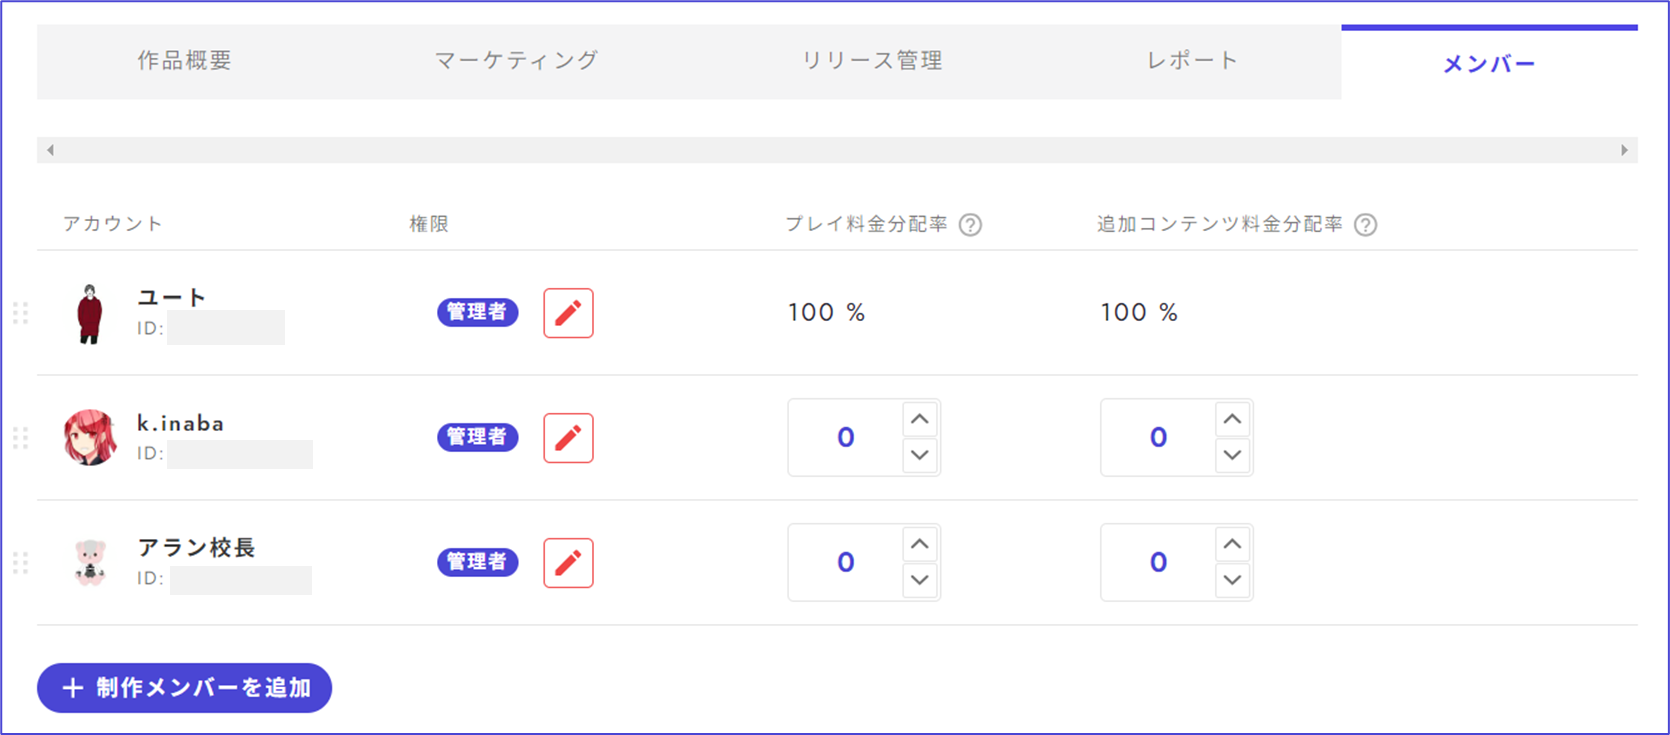 作品概要 マーケティング リリース管理 レポート メンバー
アカウント 権限 プレイ料金分配率 ? 追加コンテンツ料金分配率 ?
ユート
ID:
管理者 100 % 100 %
k.inaba
ID:
管理者 0 0
アラン校長
ID:
管理者 0 0
+ 制作メンバーを追加